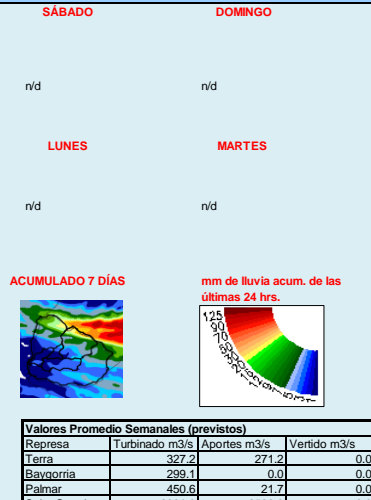 SÁBADO DOMINGO
n/d n/d
LUNES MARTES
n/d n/d
ACUMULADO 7 DÍAS mm de lluvia acum. de las
últimas 24 hrs.
125
90
70
Valores Promedio Semanales (previstos)
Represa Turbinado m3/s Aportes m3/s Vertido m3/s
Terra 327.2 271.2 0.0
Baygorria 299.1 0.0 0.0
Palmar 450.6 21.7 0.0